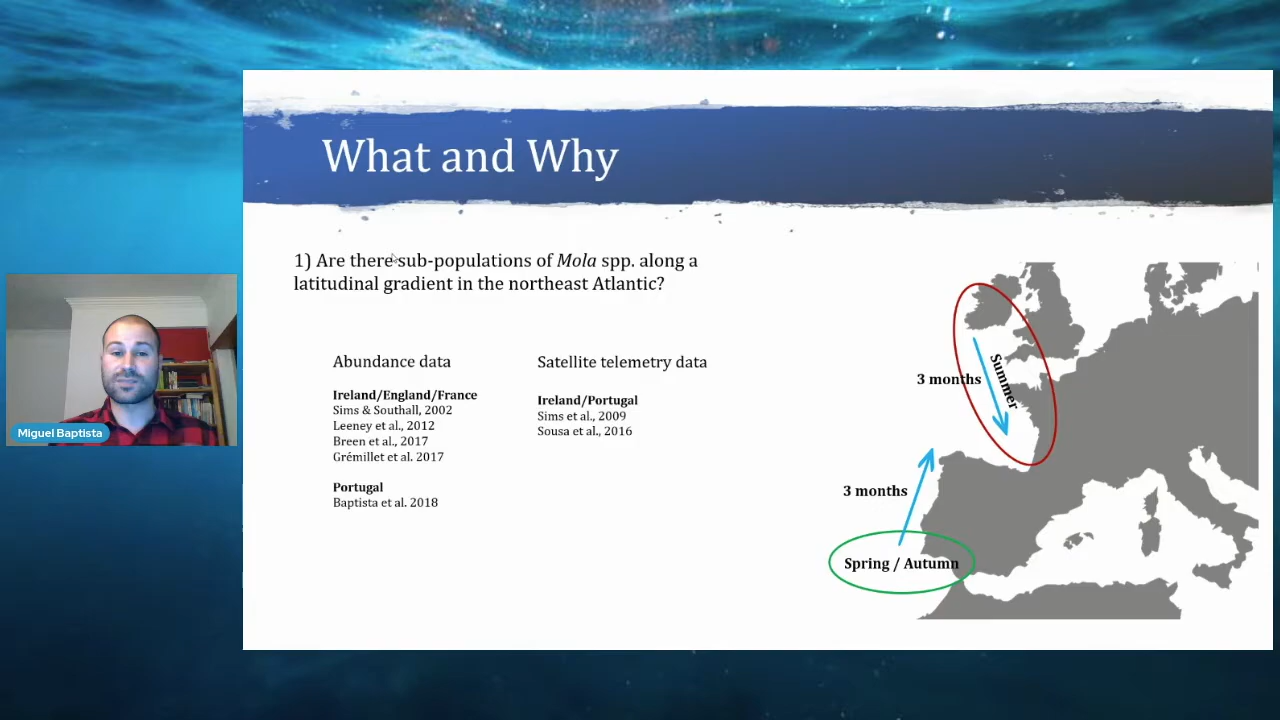 What and Why
1) Are there sub-populations of Mola spp. along a
latitudinal gradient in the northeast Atlantic?
Abundance data
Ireland/England/France
Sims & Southall, 2002
Leeney et al., 2012
Breen et al., 2017
Grémillet et al. 2017
Portugal
Baptista et al. 2018
Satellite telemetry data
Ireland/Portugal
Sims et al., 2009
Sousa et al., 2016
Summer
3 months
3 months
Spring / Autumn
Miguel Baptista